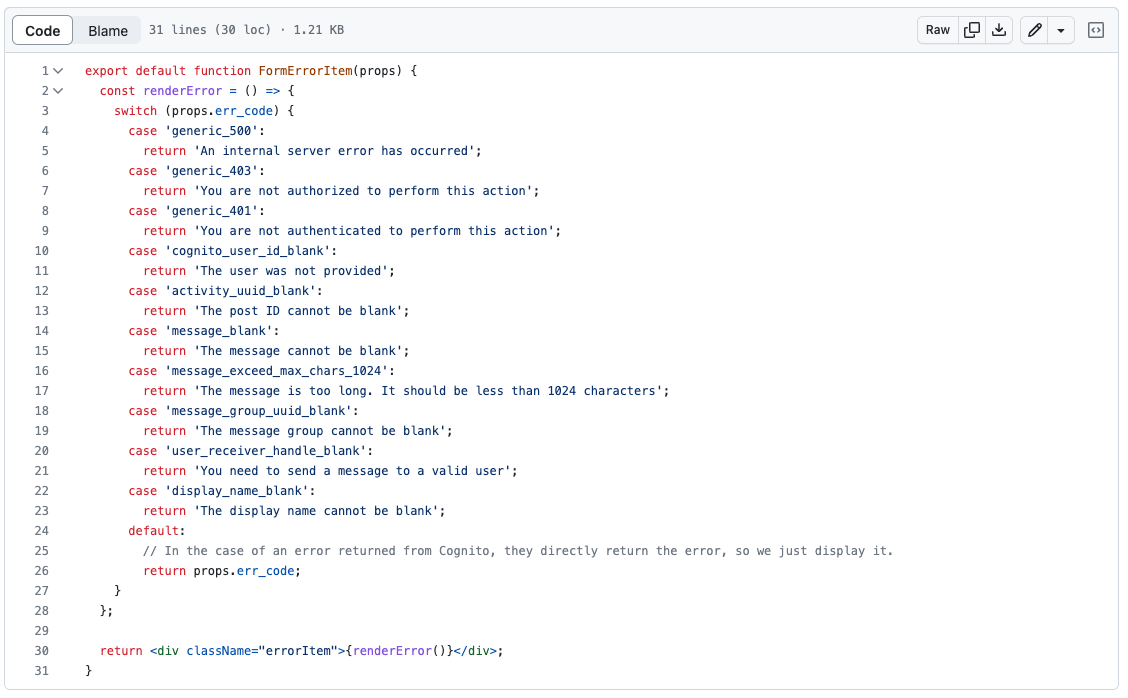 Code Blame 31 lines (30 loc) · 1.21 KB Raw
1 export default function FormErrorItem(props) {
2   const renderError = () => {
3     switch (props.err_code) {
4       case 'generic_500':
5         return 'An internal server error has occurred';
6       case 'generic_403':
7         return 'You are not authorized to perform this action';
8       case 'generic_401':
9         return 'You are not authenticated to perform this action';
10       case 'cognito_user_id_blank':
11         return 'The user was not provided';
12       case 'activity_uuid_blank':
13         return 'The post ID cannot be blank';
14       case 'message_blank':
15         return 'The message cannot be blank';
16       case 'message_exceed_max_chars_1024':
17         return 'The message is too long. It should be less than 1024 characters';
18       case 'message_group_uuid_blank':
19         return 'The message group cannot be blank';
20       case 'user_receiver_handle_blank':
21         return 'You need to send a message to a valid user';
22       case 'display_name_blank':
23         return 'The display name cannot be blank';
24       default:
25         // In the case of an error returned from Cognito, they directly return the error, so we just display it.
26         return props.err_code;
27     }
28   };
29
30   return <div className="errorItem">{renderError()}</div>;
31 }